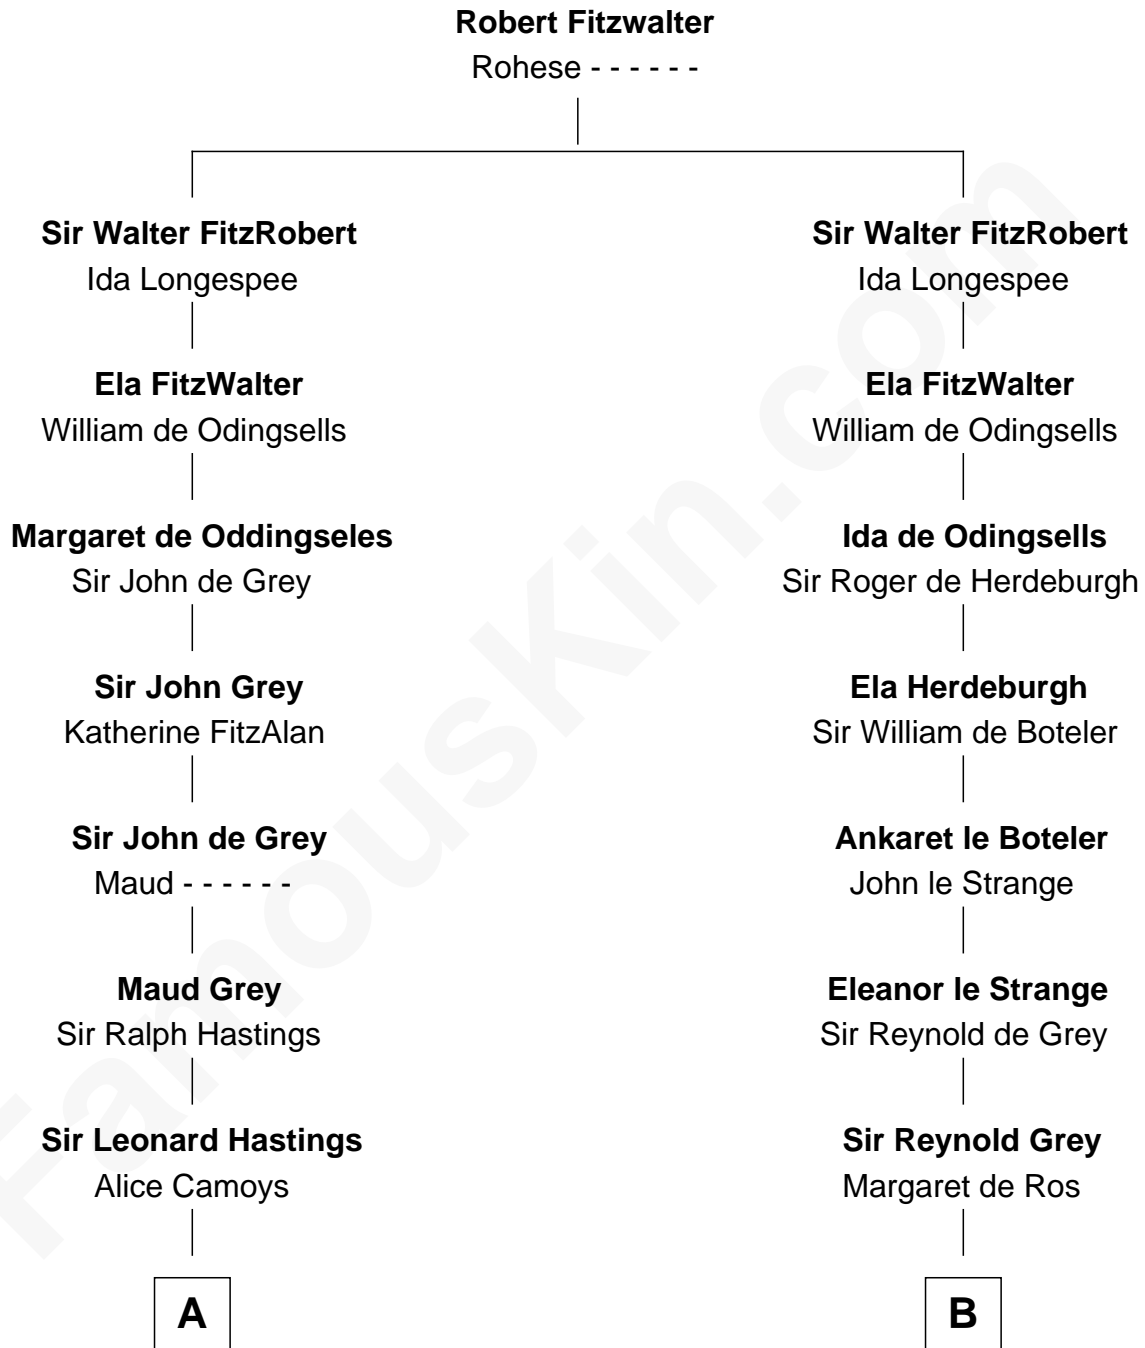 Robert Fitzwalter
Rohese - - - - - -
Sir Walter FitzRobert
Ida Longespee
Ela FitzWalter
William de Odingsells
Margaret de Oddingseles
Sir John de Grey
Sir John Grey
Katherine FitzAlan
Sir John de Grey
Maud - - - - - -
Maud Grey
Sir Ralph Hastings
Sir Leonard Hastings
Alice Camoys
A
Sir Walter FitzRobert
Ida Longespee
Ela FitzWalter
William de Odingsells
Ida de Odingsells
Sir Roger de Herdeburgh
Ela Herdeburgh
Sir William de Boteler
Ankaret le Boteler
John le Strange
Eleanor le Strange
Sir Reynold de Grey
Sir Reynold Grey
Margaret de Ros
B
FamousKin.com